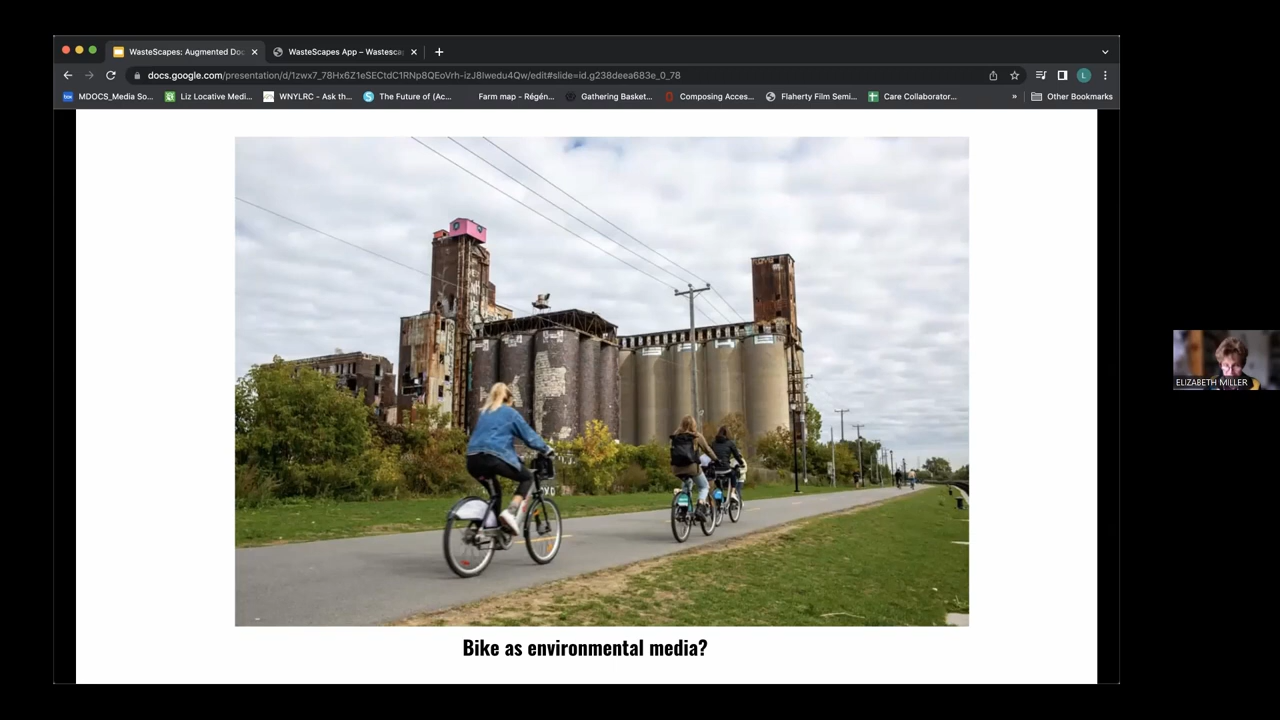 WasteScapes: Augmented Doc
WasteScapes App – Wastesca
docs.google.com/presentation/d/1zwx7_78Hx6Z1eSECtdC1RNp8QEoVrh-izJ8lwedu4Qw/edit#slide=id.g238deea683e_0_78
MDOCS_Media So...
Liz Locative Medi...
WNYLRC - Ask th...
The Future of (Ac...
Farm map - Régén...
Gathering Basket...
Composing Acces...
Flaherty Film Semi...
Care Collaborator...
»
Other Bookmarks
ELIZABETH MILLER
Bike as environmental media?